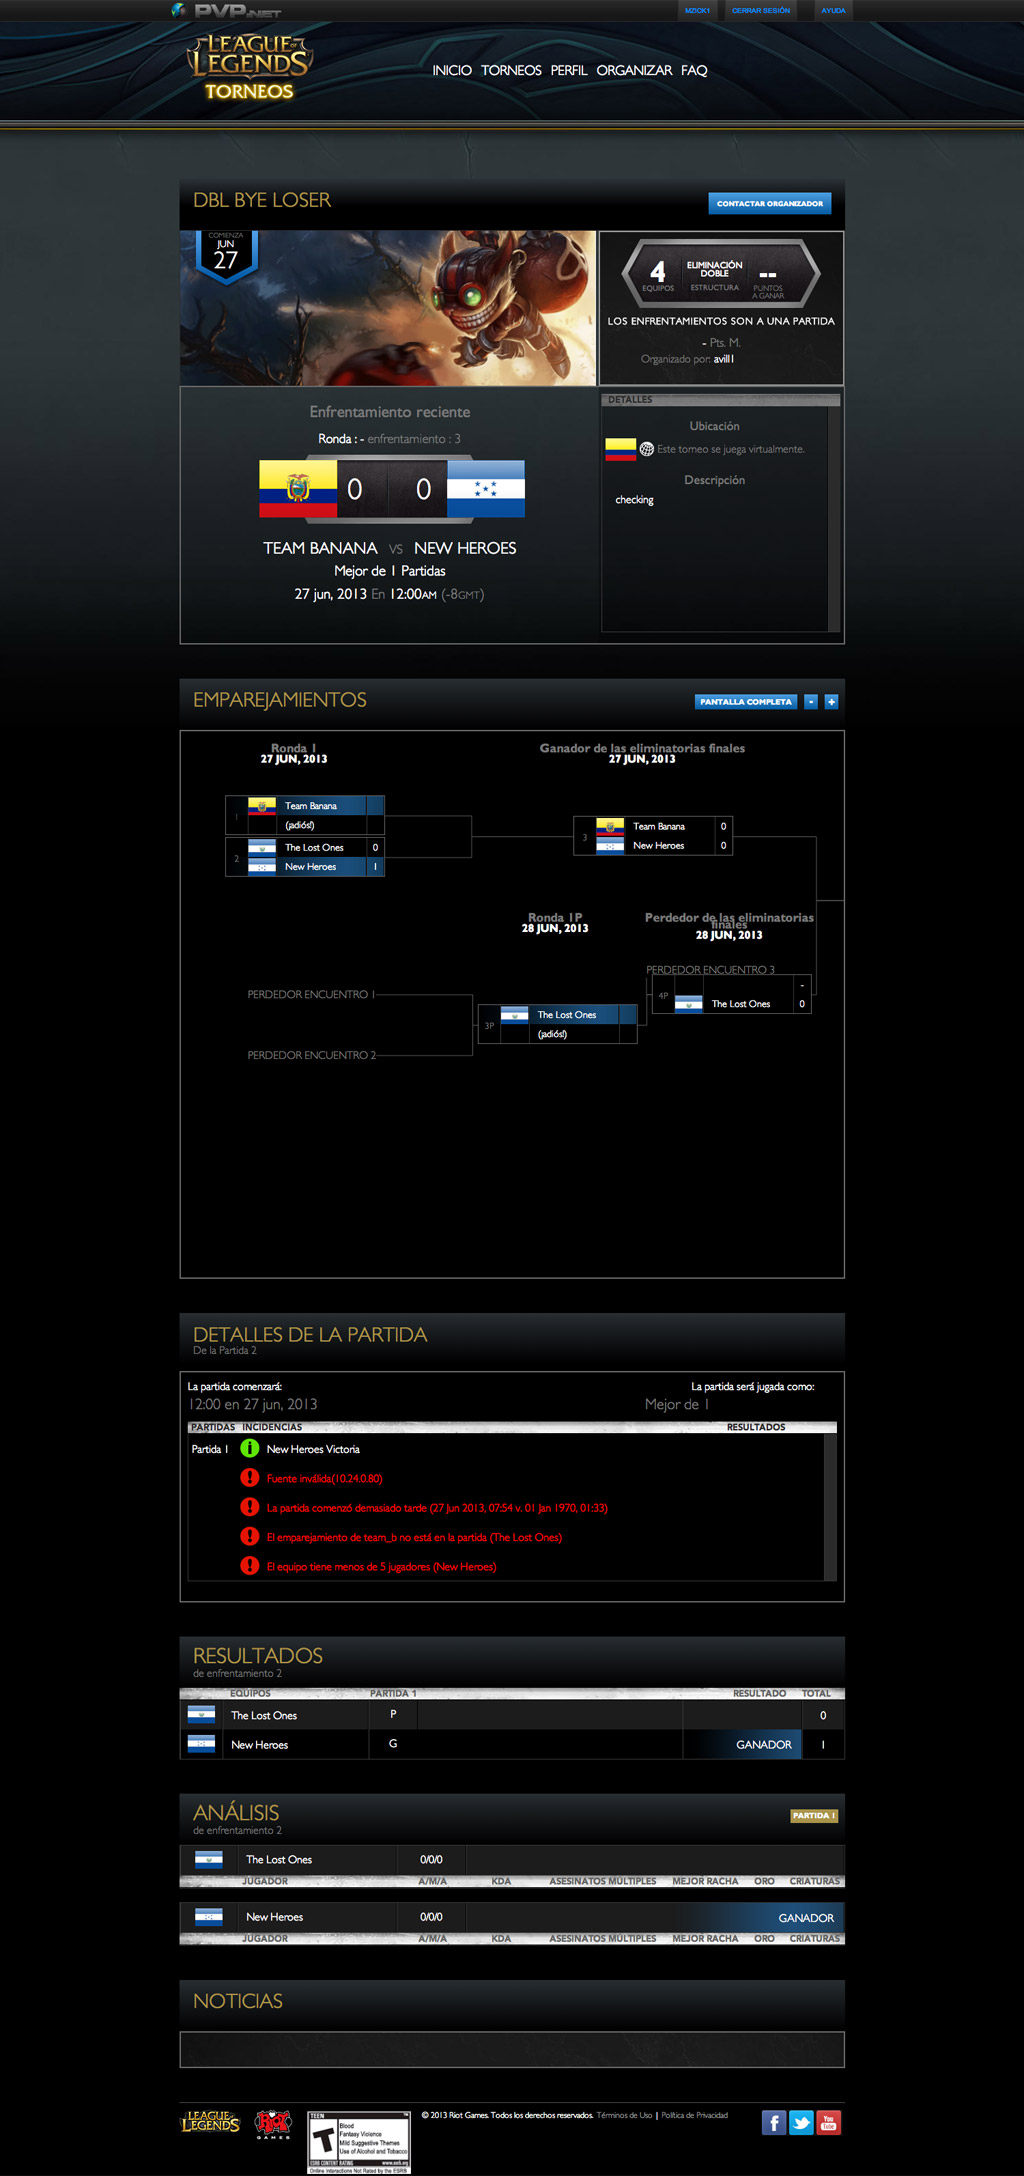 PVP.NET
MZICK1 CERRAR SESIÓN AYUDA
LEAGUE OF LEGENDS
TORNEOS
INICIO TORNEOS PERFIL ORGANIZAR FAQ
DBL BYE LOSER
CONTACTAR ORGANIZADOR
COMIENZA
JUN
27
4
EQUIPOS
ELIMINACIÓN
DOBLE
ESTRUCTURA
--
PUNTOS
A GANAR
LOS ENFRENTAMIENTOS SON A UNA PARTIDA
- Pts. M.
Organizado por: avill1
Enfrentamiento reciente
Ronda : - enfrentamiento : 3
0 0
TEAM BANANA VS NEW HEROES
Mejor de 1 Partidas
27 jun, 2013 En 12:00AM (-8GMT)
DETALLES
Ubicación
Este torneo se juega virtualmente.
Descripción
checking
EMPAREJAMIENTOS
PANTALLA COMPLETA - +
Ronda 1
27 JUN, 2013
Ganador de las eliminatorias finales
27 JUN, 2013
1
Team Banana
(¡adiós!)
2
The Lost Ones 0
New Heroes 1
3
Team Banana 0
New Heroes 0
Ronda 1P
28 JUN, 2013
Perdedor de las eliminatorias
finales
28 JUN, 2013
PERDEDOR ENCUENTRO 3
4P
-
The Lost Ones 0
PERDEDOR ENCUENTRO 1
3P
The Lost Ones
(¡adiós!)
PERDEDOR ENCUENTRO 2
DETALLES DE LA PARTIDA
De la Partida 2
La partida comenzará:
12:00 en 27 jun, 2013
La partida será jugada como:
Mejor de 1
PARTIDAS INCIDENCIAS RESULTADOS
Partida 1 New Heroes Victoria
Fuente inválida(10.24.0.80)
La partida comenzó demasiado tarde (27 Jun 2013, 07:54 v. 01 Jan 1970, 01:33)
El emparejamiento de team_b no está en la partida (The Lost Ones)
El equipo tiene menos de 5 jugadores (New Heroes)
RESULTADOS
de enfrentamiento 2
EQUIPOS PARTIDA 1 RESULTADO TOTAL
The Lost Ones P 0
New Heroes G GANADOR 1
ANÁLISIS
de enfrentamiento 2
PARTIDA 1
The Lost Ones 0/0/0
JUGADOR A/M/A KDA ASESINATOS MÚLTIPLES MEJOR RACHA ORO CRIATURAS
New Heroes 0/0/0 GANADOR
JUGADOR A/M/A KDA ASESINATOS MÚLTIPLES MEJOR RACHA ORO CRIATURAS
NOTICIAS
LEAGUE OF LEGENDS
RIOT GAMES
TEEN
T
Blood
Fantasy Violence
Mild Suggestive Themes
Use of Alcohol and Tobacco
ESRB CONTENT RATING www.esrb.org
Online Interactions Not Rated by the ESRB
© 2013 Riot Games. Todos los derechos reservados. Términos de Uso | Política de Privacidad
f
You Tube